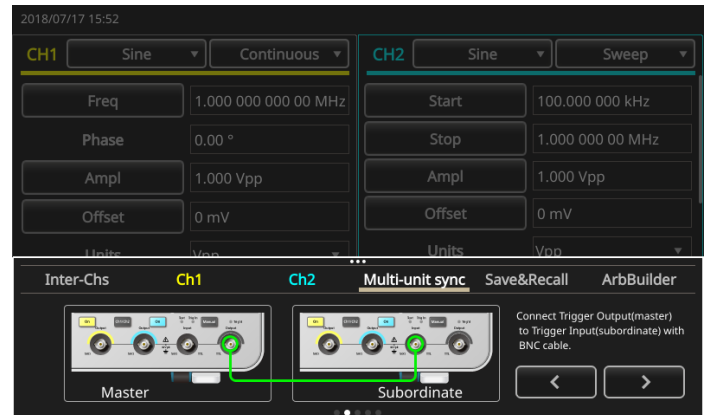 2018/07/17 15:52
CH1 Sine Continuous
CH2 Sine Sweep
Freq 1.000 000 000 00 MHz
Start 100.000 000 kHz
Phase 0.00 °
Stop 1.000 000 00 MHz
Ampl 1.000 Vpp
Ampl 1.000 Vpp
Offset 0 mV
Offset 0 mV
Units Vpp
Units Vpp
Inter-Chs Ch1 Ch2 Multi-unit sync Save&Recall ArbBuilder
Manual
Manual
Connect Trigger Output(master)
to Trigger Input(subordinate) with
BNC cable.
Master
Subordinate